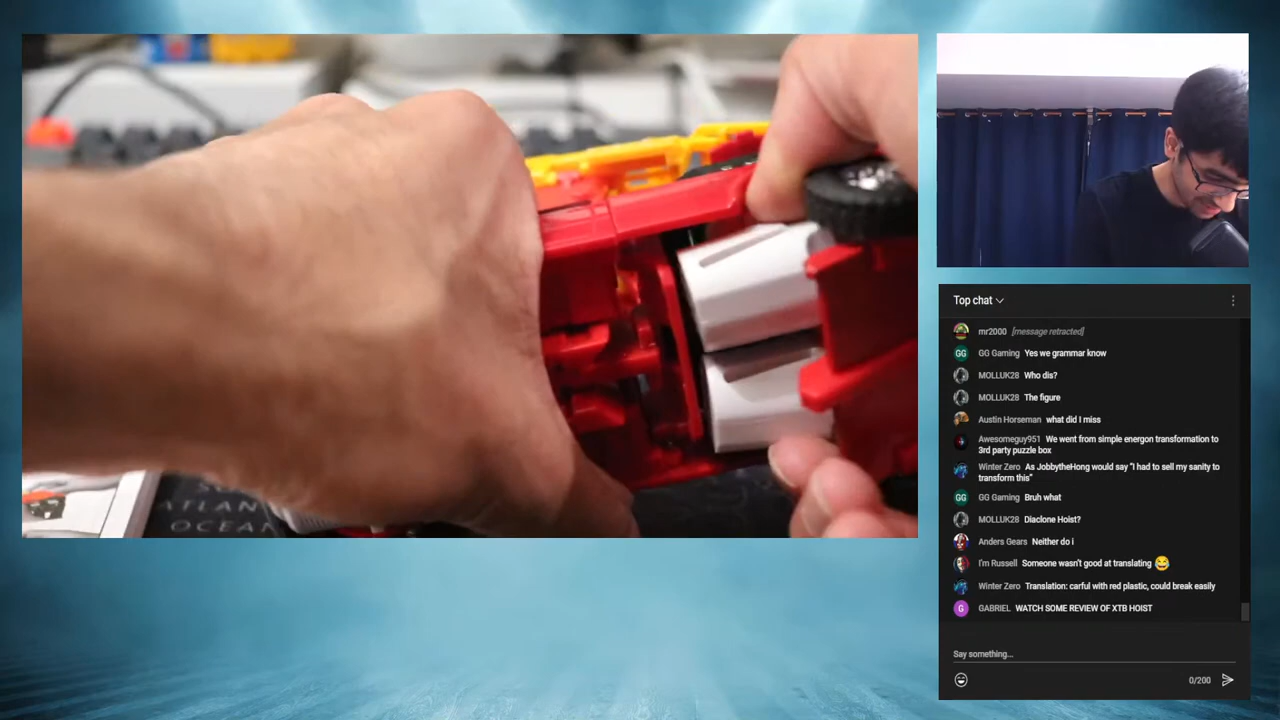 ATLAN
OCEAN
Top chat
mr2000 [message retracted]
GG GG Gaming Yes we grammar know
MOLLUK28 Who dis?
MOLLUK28 The figure
Austin Horseman what did I miss
Awesomeguy951 We went from simple energon transformation to
3rd party puzzle box
Winter Zero As JobbytheHong would say "I had to sell my sanity to
transform this"
GG GG Gaming Bruh what
MOLLUK28 Diaclone Hoist?
Anders Gears Neither do i
I'm Russell Someone wasn't good at translating 😂
Winter Zero Translation: carful with red plastic, could break easily
G GABRIEL WATCH SOME REVIEW OF XTB HOIST
Say something...
0/200